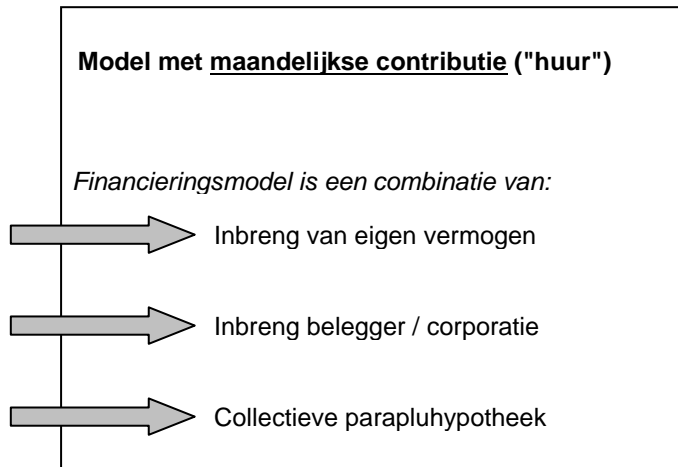 Model met maandelijkse contributie ("huur")
Financieringsmodel is een combinatie van:
Inbreng van eigen vermogen
Inbreng belegger / corporatie
Collectieve parapluhypotheek